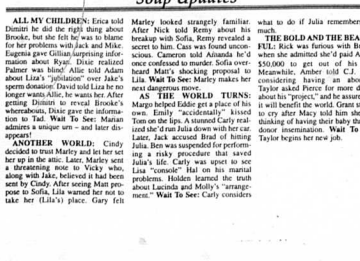 Soap Updates
ALL MY CHILDREN: Erica told
Dimitri he did the right thing about
Brooke, but she felt he was to blame
for her problems with Jack and Mike.
Eugenia gave Gillian surprising infor-
mation about Ryan. Dixie realized
Palmer was blind. Allie told Adam
about Liza's "jubilation" over Jake's
sperm donation. David told Liza he no
longer wants Allie, he wants her. After
getting Dimitri to reveal Brooke's
whereabouts, Dixie gave the informa-
tion to Tad. Wait To See: Marian
admires a unique urn - and later dis-
appears!
ANOTHER WORLD: Cindy
decided to trust Marley and let her set
her up in the attic. Later, Marley sent
a threatening note to Vicky who,
along with Jake, believed it had been
sent by Cindy. After seeing Matt pro-
pose to Sofia, Lila warned her not to
take her (Lila's) place. Gary felt
Marley looked strangely familiar.
After Nick told Remy about his
breakup with Sofia, Remy revealed a
secret to him. Cass was found uncon-
scious. Cameron told Amanda he'd
once confessed to murder. Sofia over-
heard Matt's shocking proposal to
Lila. Wait To See: Marley makes her
next dangerous move.
AS THE WORLD TURNS:
Margo helped Eddie get a place of his
own. Emily "accidentally" kissed
Tom on the lips. A stunned Carly real-
ized she'd run Julia down with her car.
Later, Jack accused Brad of hitting
Julia. Ben was suspended for perform-
ing a risky procedure that saved
Julia's life. Carly was upset to see
Lisa "console" Hal on his marital
problems. Holden learned the truth
about Lucinda and Molly's "arrange-
ment." Wait To See: Carly considers
what to do if Julia remember
much.
THE BOLD AND THE BEA
FUL: Rick was furious with B
when she admitted she'd paid A
$50,000 to get out of his
Meanwhile, Amber told C.J.
considering having an abo
Taylor asked Pierce for more d
about his "project," and he assure
it will benefit the world. Grant s
to cry after Macy told him she
thinking of having their baby th
donor insemination. Wait To
Taylor begins her new job.